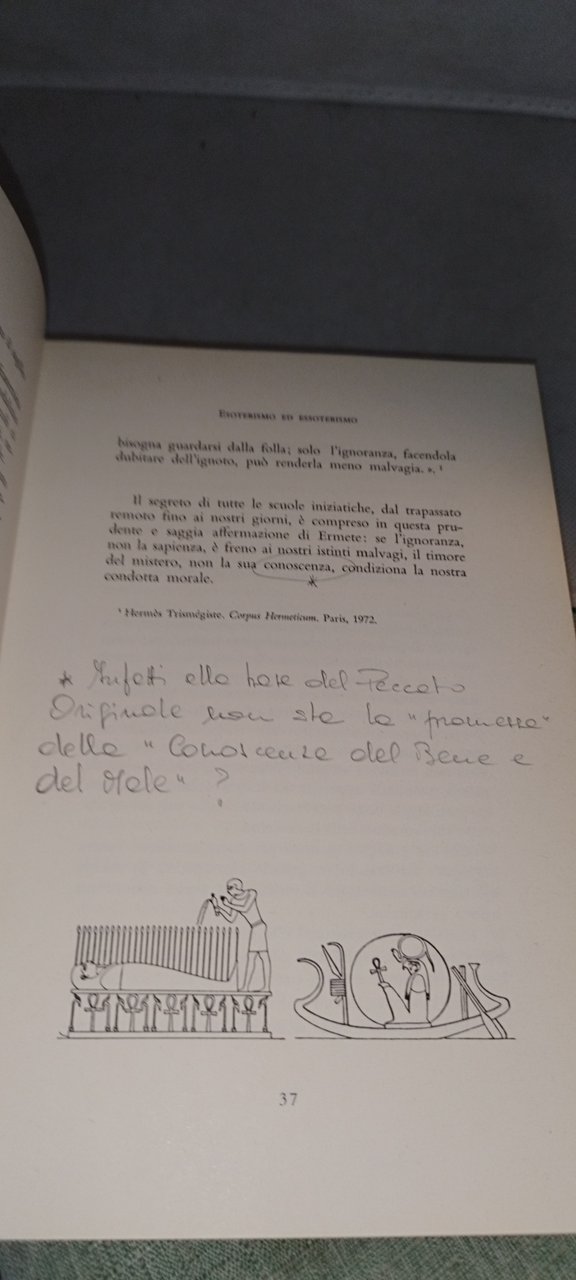 ESOTERISMO ED ESSOTERISMO
bisogna guardarsi dalla folla; solo l'ignoranza, facendola
dubitare dell'ignoto, può renderla meno malvagia. ». ¹
Il segreto di tutte le scuole iniziatiche, dal trapassato
remoto fino ai nostri giorni, è compreso in questa pru-
dente e saggia affermazione di Ermete: se l'ignoranza,
non la sapienza, è freno ai nostri istinti malvagi, il timore
del mistero, non la sua conoscenza, condiziona la nostra
condotta morale.
*
¹ Hermès Trismégiste. Corpus Hermeticum. Paris, 1972.
* Infatti alla base del Peccato
Originale non sta la "promessa"
della "Conoscenza del Bene e
del Male" ?
37